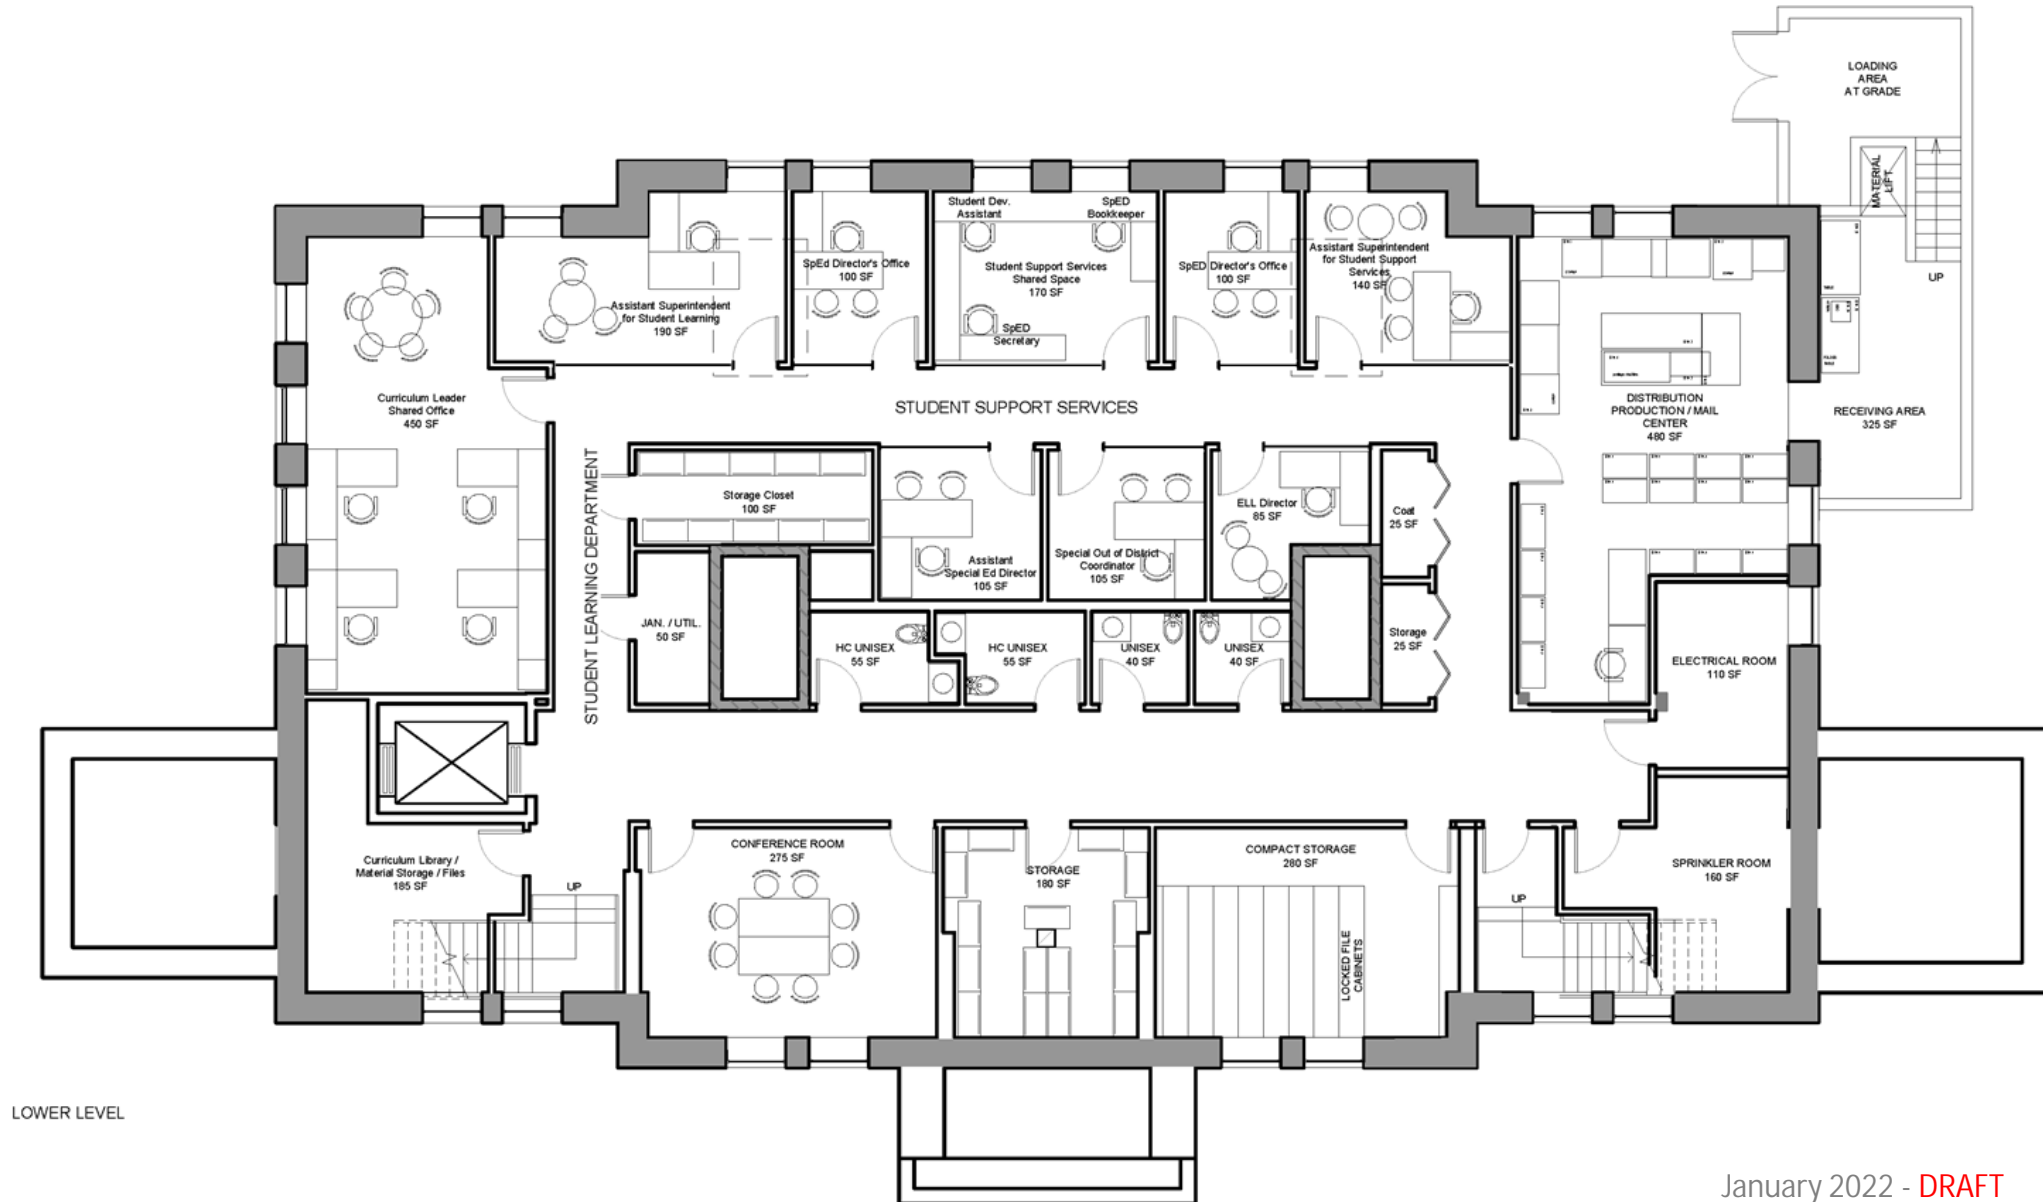 LOADING
AREA
AT GRADE
MATERIAL
LIFT
UP
Student Dev.
Assistant
SpED
Bookkeeper
SpEd Director's Office
100 SF
Student Support Services
Shared Space
170 SF
SpED Director's Office
100 SF
Assistant Superintendent
for Student Support
Services
140 SF
Assistant Superintendent
for Student Learning
190 SF
SpED
Secretary
Curriculum Leader
Shared Office
450 SF
STUDENT SUPPORT SERVICES
DISTRIBUTION
PRODUCTION / MAIL
CENTER
480 SF
RECEIVING AREA
325 SF
STUDENT LEARNING DEPARTMENT
Storage Closet
100 SF
ELL Director
85 SF
Coat
25 SF
Assistant
Special Ed Director
105 SF
Special Out of District
Coordinator
105 SF
JAN. / UTIL.
50 SF
HC UNISEX
55 SF
HC UNISEX
55 SF
UNISEX
40 SF
UNISEX
40 SF
Storage
25 SF
ELECTRICAL ROOM
110 SF
CONFERENCE ROOM
275 SF
STORAGE
180 SF
COMPACT STORAGE
280 SF
SPRINKLER ROOM
160 SF
Curriculum Library /
Material Storage / Files
185 SF
UP
UP
LOCKED FILE
CABINETS
LOWER LEVEL
January 2022 - DRAFT